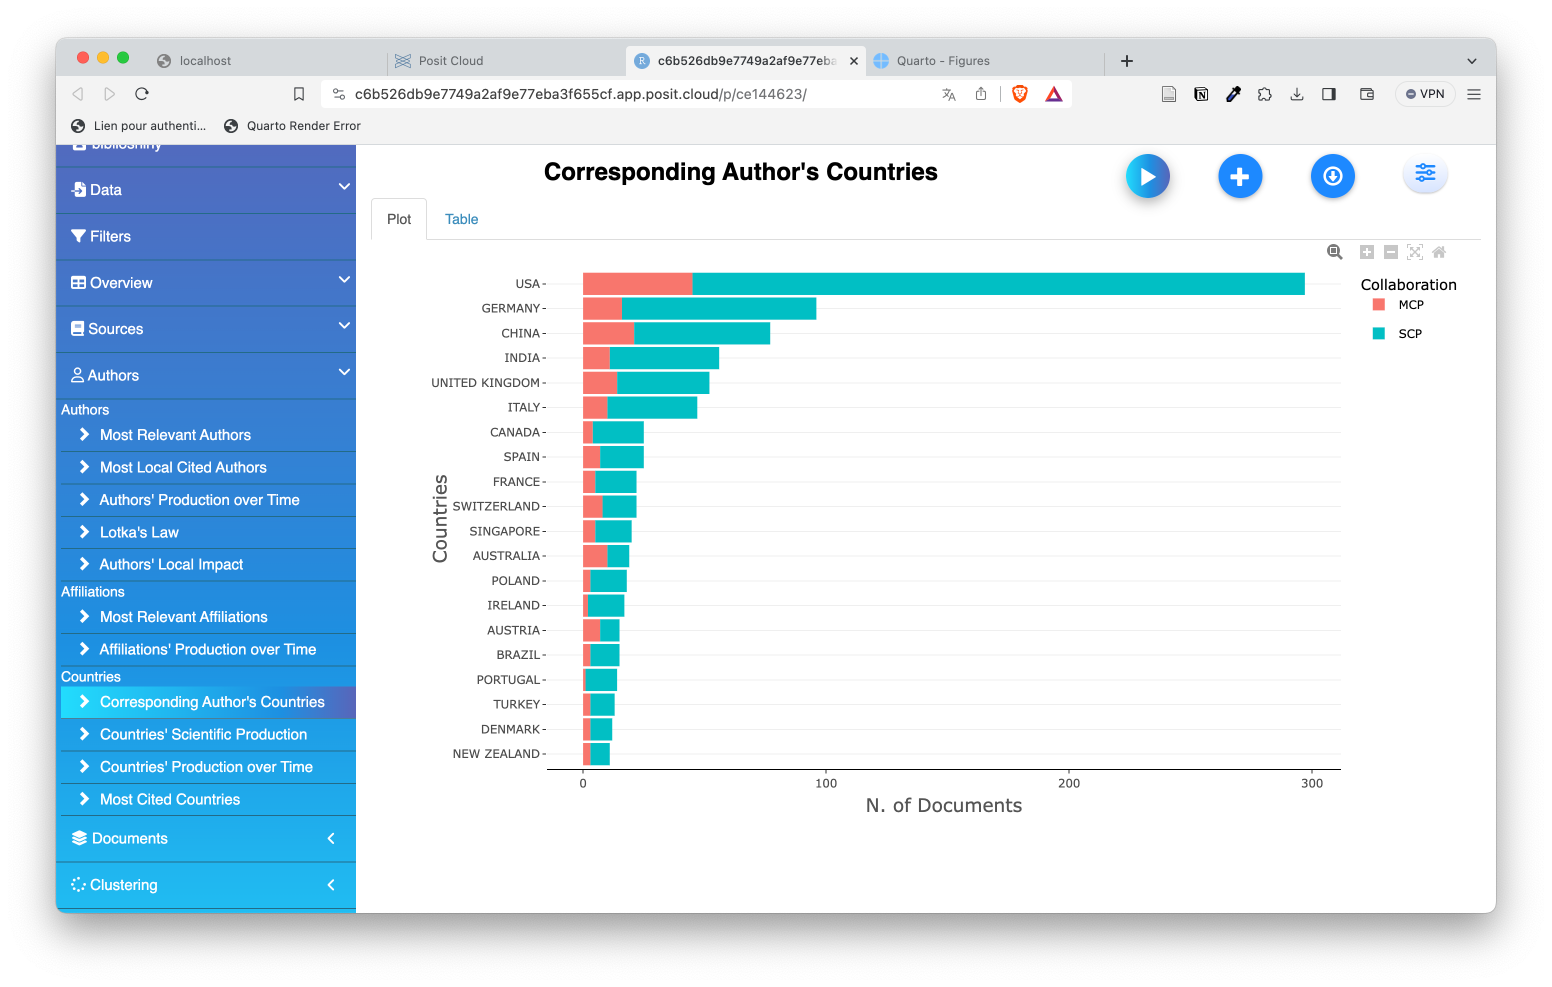 localhost
Posit Cloud
c6b526db9e7749a2af9e77eba
Quarto - Figures
c6b526db9e7749a2af9e77eba3f655cf.app.posit.cloud/p/ce144623/
VPN
Lien pour authenti...
Quarto Render Error
biblioshiny
Data
Filters
Overview
Sources
Authors
Authors
Most Relevant Authors
Most Local Cited Authors
Authors' Production over Time
Lotka's Law
Authors' Local Impact
Affiliations
Most Relevant Affiliations
Affiliations' Production over Time
Countries
Corresponding Author's Countries
Countries' Scientific Production
Countries' Production over Time
Most Cited Countries
Documents
Clustering
Corresponding Author's Countries
Plot
Table
Countries
USA
GERMANY
CHINA
INDIA
UNITED KINGDOM
ITALY
CANADA
SPAIN
FRANCE
SWITZERLAND
SINGAPORE
AUSTRALIA
POLAND
IRELAND
AUSTRIA
BRAZIL
PORTUGAL
TURKEY
DENMARK
NEW ZEALAND
0 100 200 300
N. of Documents
Collaboration
MCP
SCP